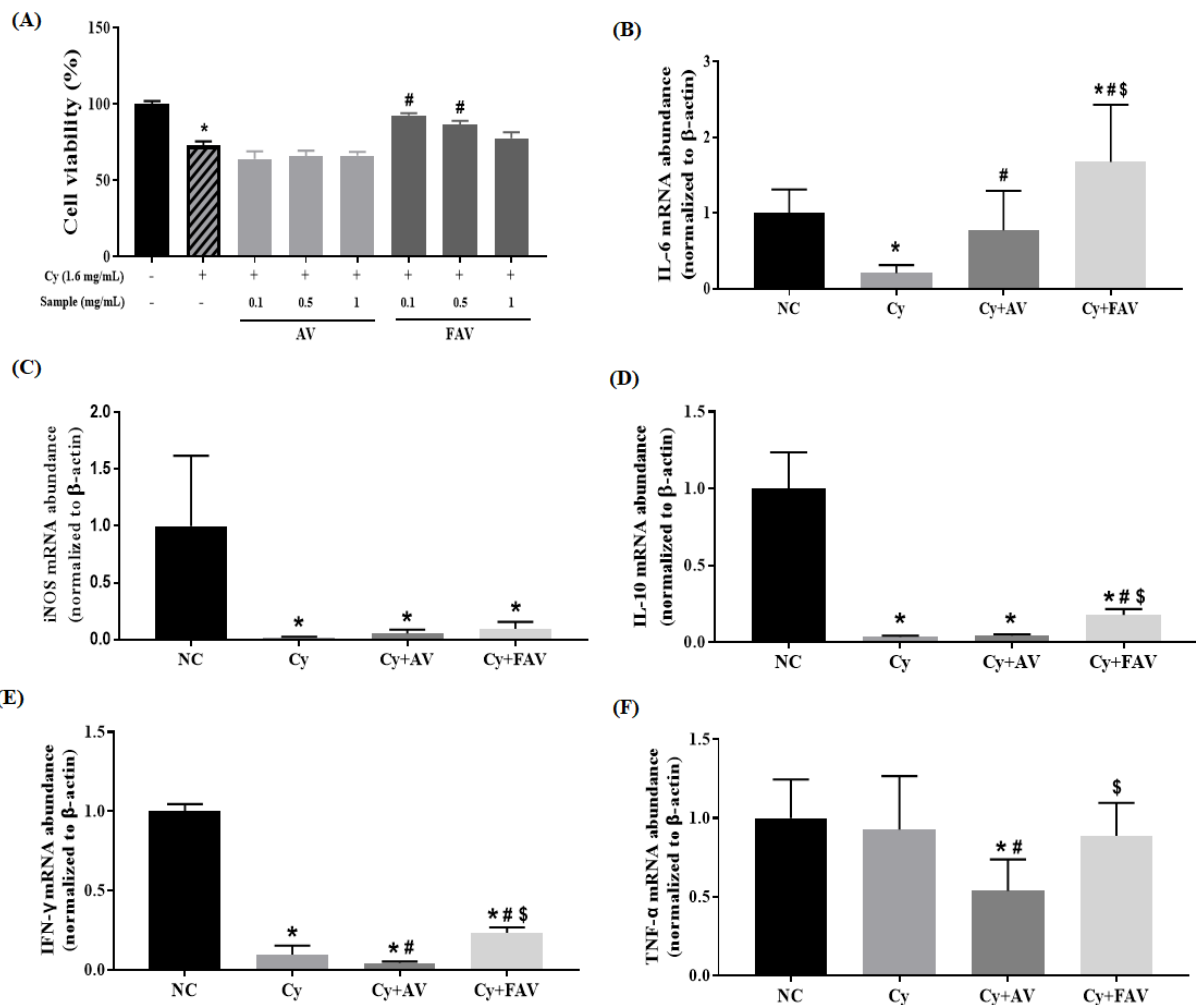 (A)
Cell viability (%)
150
100
50
0
*
#
#
Cy (1.6 mg/mL)
- + + + + + + +
Sample (mg/mL)
- - 0.1 0.5 1 0.1 0.5 1
AV FAV
(B)
IL-6 mRNA abundance
(normalized to β-actin)
3
2
1
0
*
#
*#$
NC Cy Cy+AV Cy+FAV
(C)
iNOS mRNA abundance
(normalized to β-actin)
2.0
1.5
1.0
0.5
0.0
*
*
*
NC Cy Cy+AV Cy+FAV
(D)
IL-10 mRNA abundance
(normalized to β-actin)
1.5
1.0
0.5
0.0
*
*
*#$
NC Cy Cy+AV Cy+FAV
(E)
IFN-γ mRNA abundance
(normalized to β-actin)
1.5
1.0
0.5
0.0
*
*#
*#$
NC Cy Cy+AV Cy+FAV
(F)
TNF-α mRNA abundance
(normalized to β-actin)
1.5
1.0
0.5
0.0
*#
$
NC Cy Cy+AV Cy+FAV